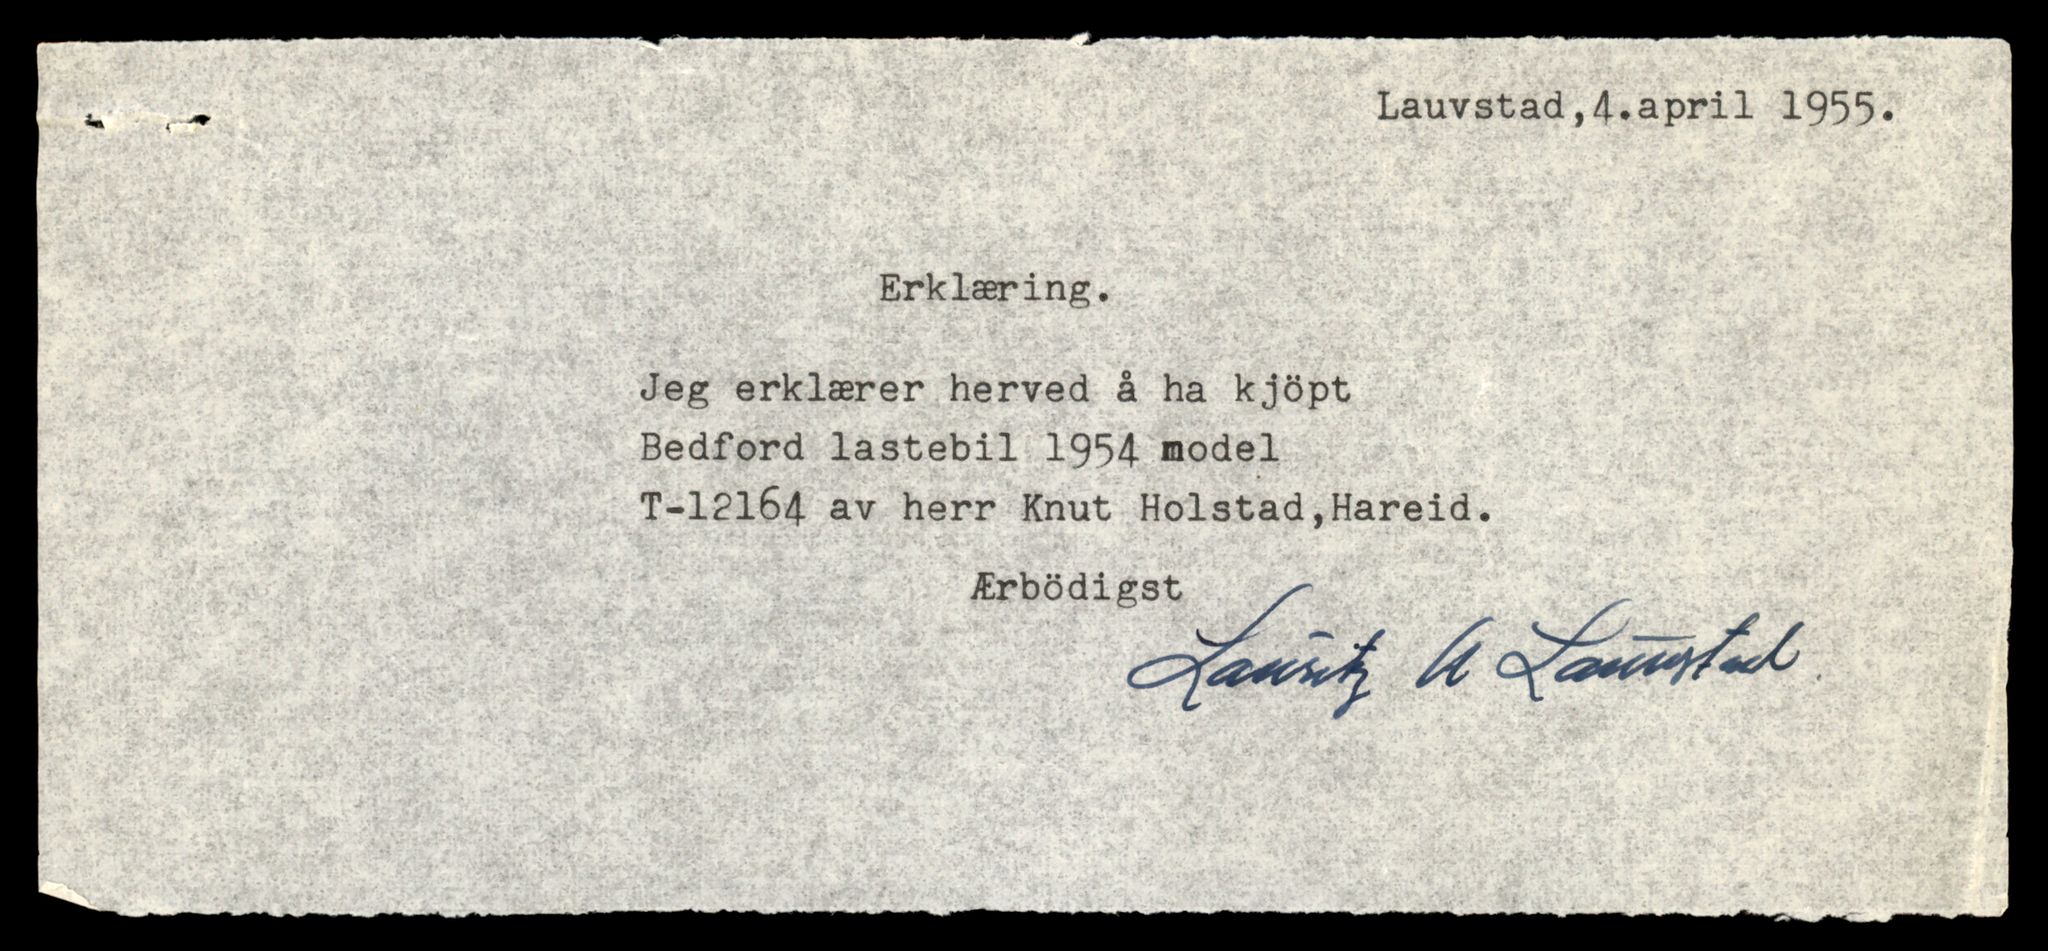 Lauvstad,4.april 1955.
Erklæring.
Jeg erklærer herved å ha kjöpt
Bedford lastebil 1954 model
T-12164 av herr Knut Holstad,Hareid.
Ærbödigst
Lauritz A Lauvstad